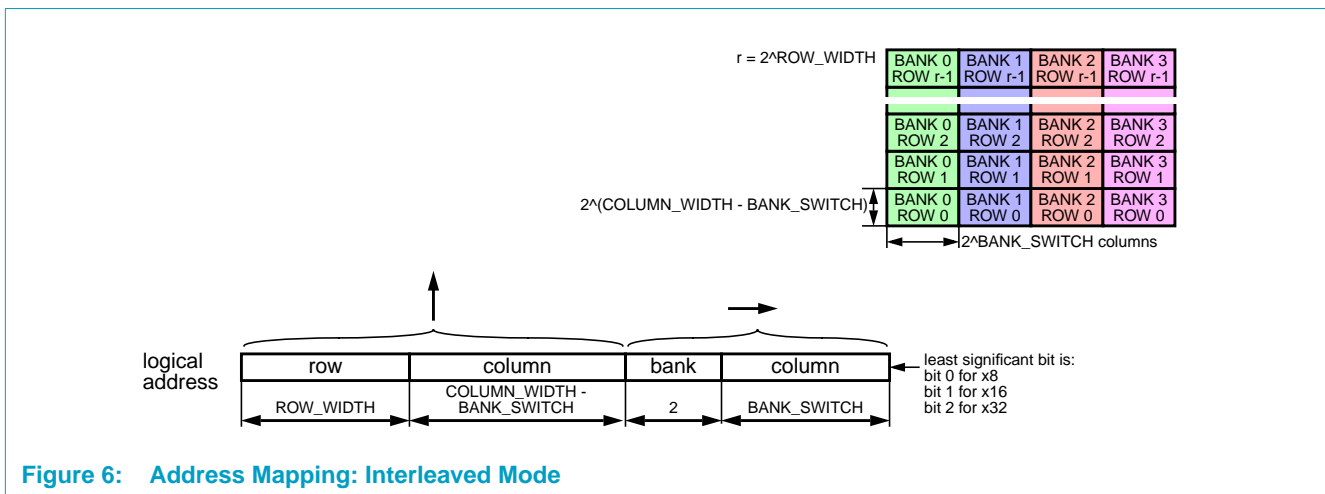 r = 2^ROW_WIDTH
BANK 0 BANK 1 BANK 2 BANK 3
ROW r-1 ROW r-1 ROW r-1 ROW r-1
BANK 0 BANK 1 BANK 2 BANK 3
ROW 2 ROW 2 ROW 2 ROW 2
BANK 0 BANK 1 BANK 2 BANK 3
ROW 1 ROW 1 ROW 1 ROW 1
2^(COLUMN_WIDTH - BANK_SWITCH)
BANK 0 BANK 1 BANK 2 BANK 3
ROW 0 ROW 0 ROW 0 ROW 0
2^BANK_SWITCH columns
logical
address
row column bank column
least significant bit is:
bit 0 for x8
bit 1 for x16
bit 2 for x32
ROW_WIDTH
COLUMN_WIDTH -
BANK_SWITCH
2
BANK_SWITCH
Figure 6: Address Mapping: Interleaved Mode